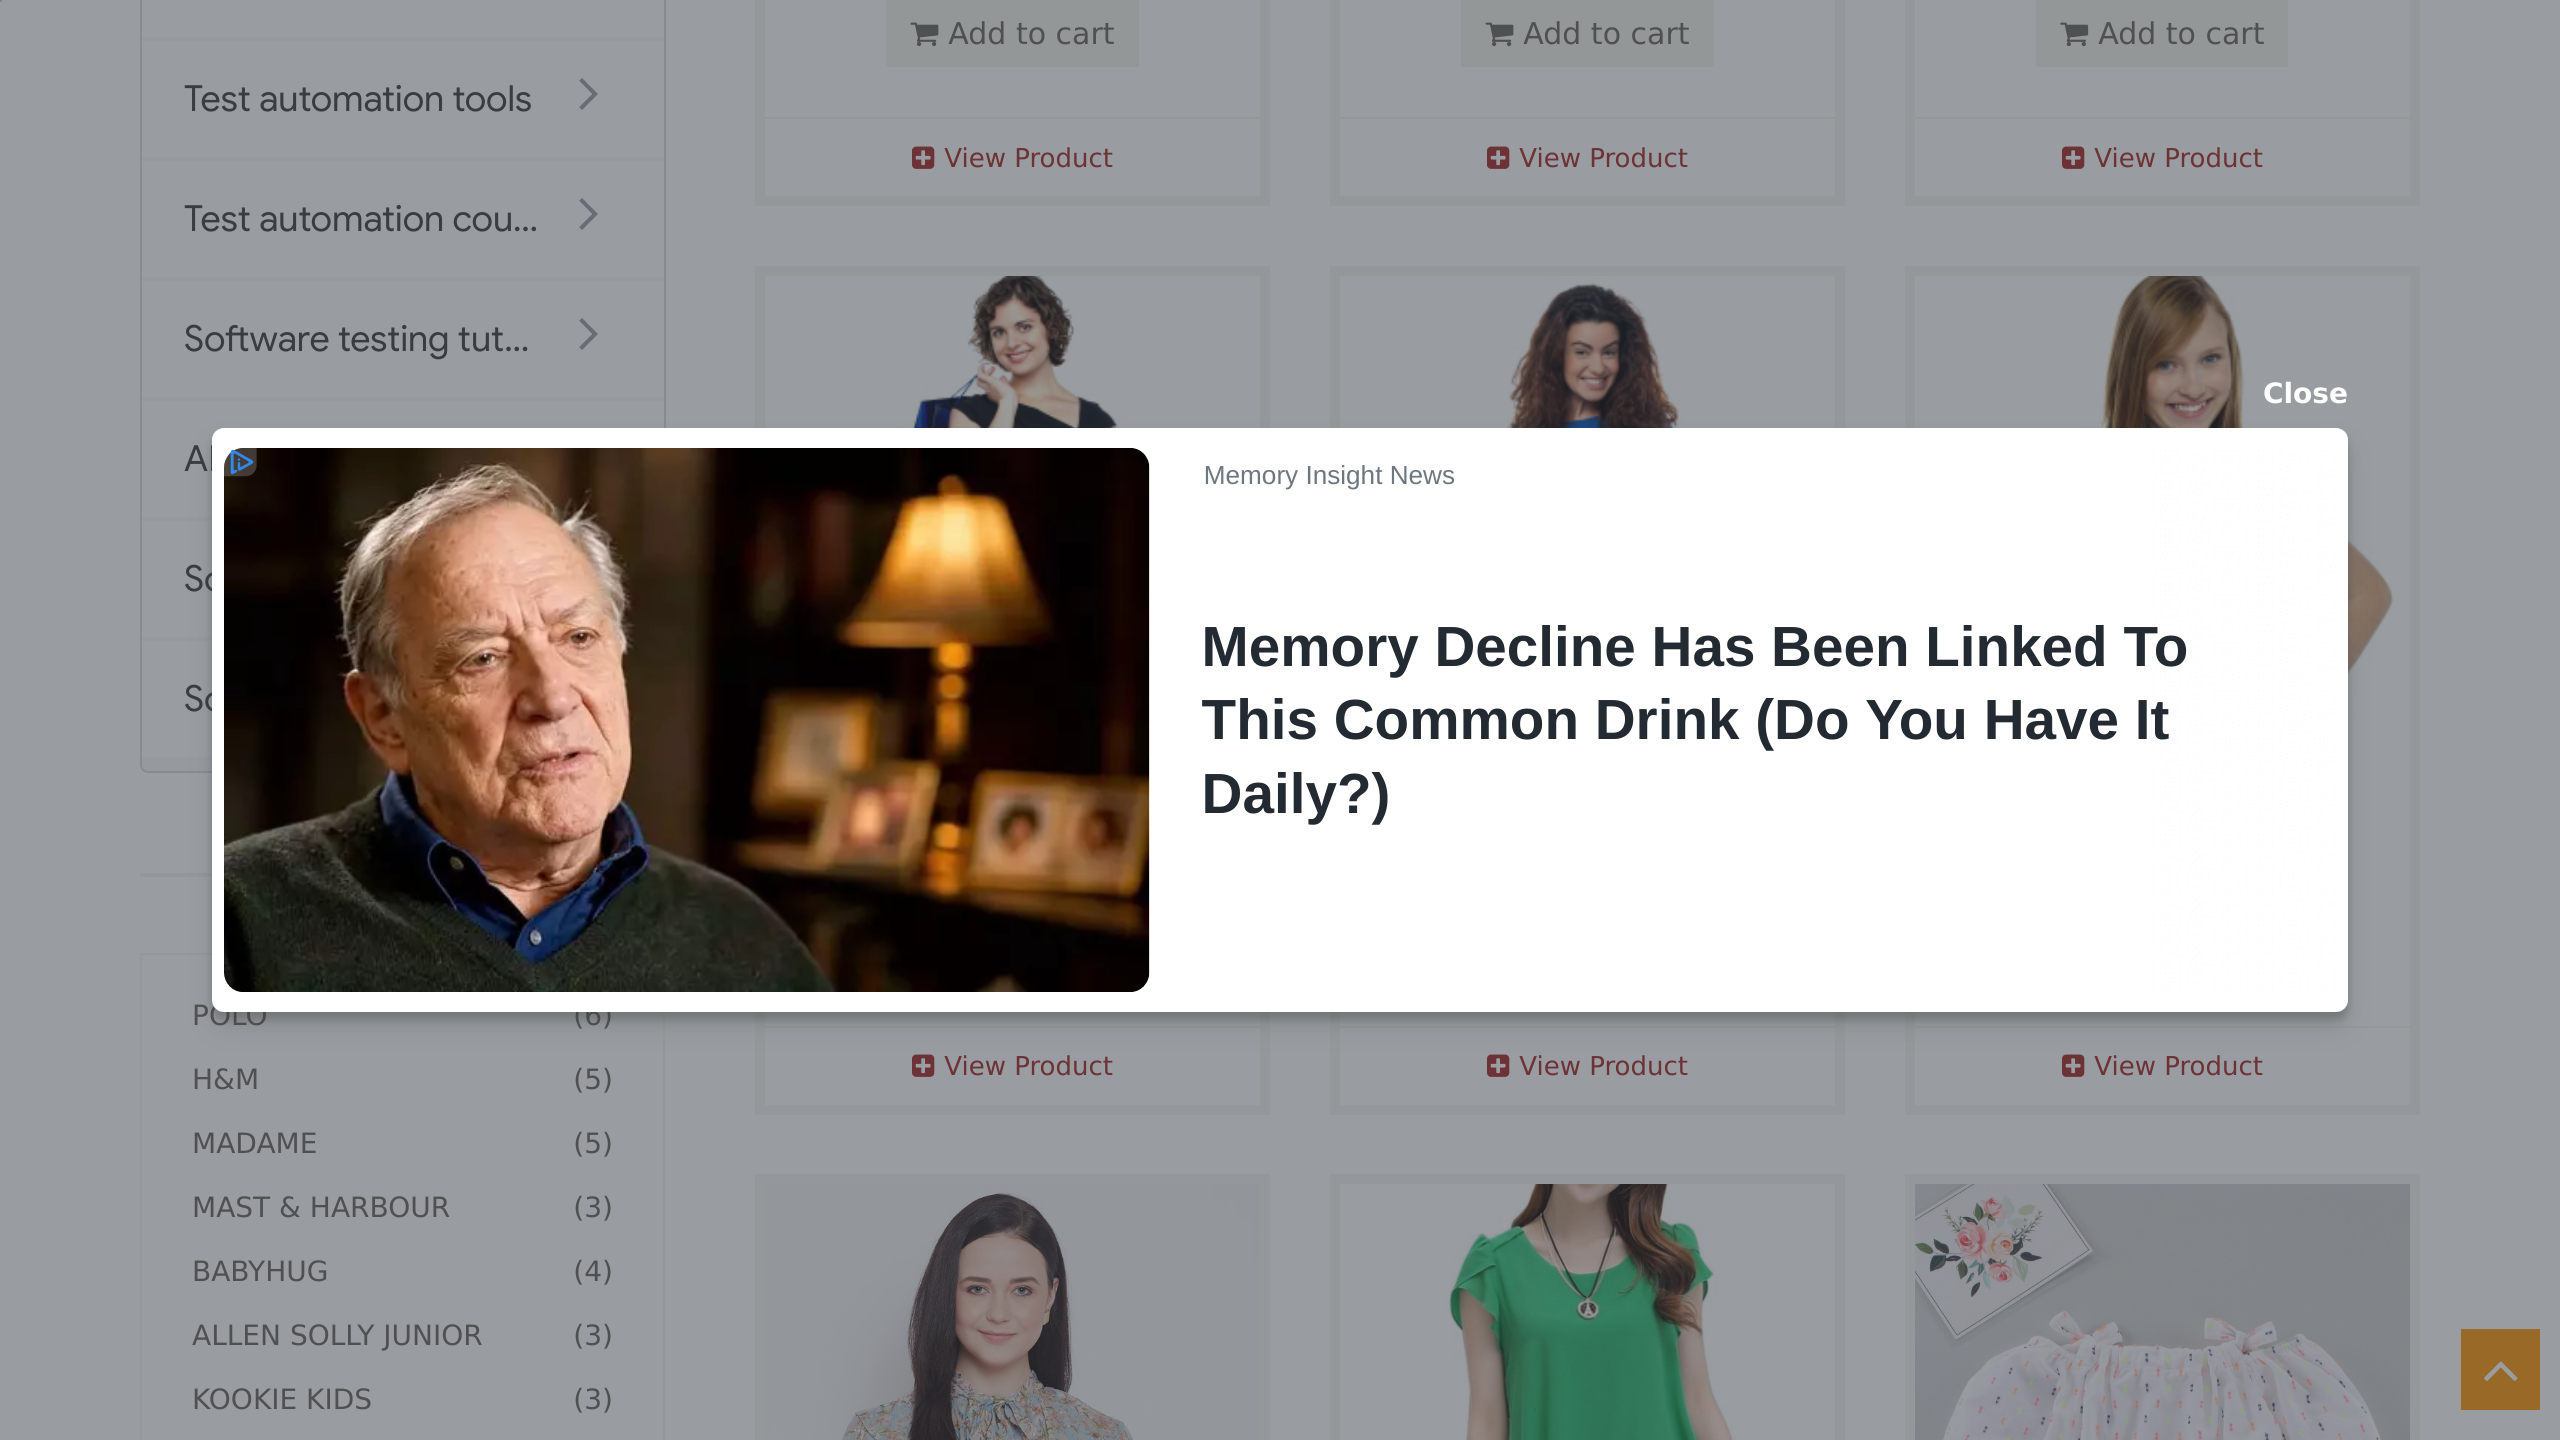 Add to cart
Add to cart
Add to cart
Test automation tools
View Product
View Product
View Product
Test automation cou...
Software testing tut...
Close
Memory Insight News
Memory Decline Has Been Linked To
This Common Drink (Do You Have It
Daily?)
POLO (6)
H&M (5)
MADAME (5)
MAST & HARBOUR (3)
BABYHUG (4)
ALLEN SOLLY JUNIOR (3)
KOOKIE KIDS (3)
View Product
View Product
View Product